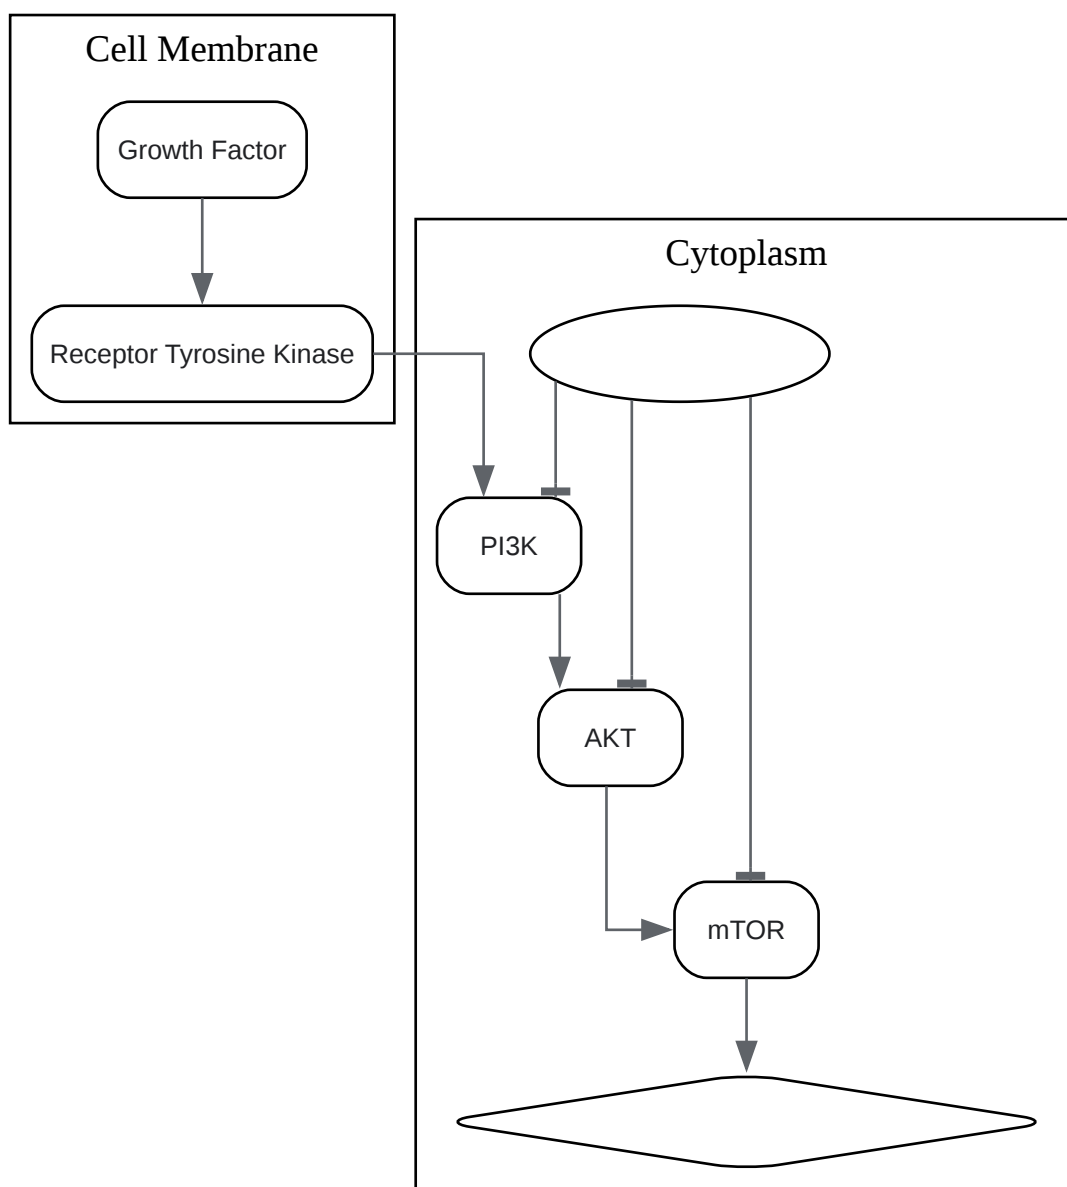 Cell Membrane
Growth Factor
Receptor Tyrosine Kinase
Cytoplasm
PI3K
AKT
mTOR